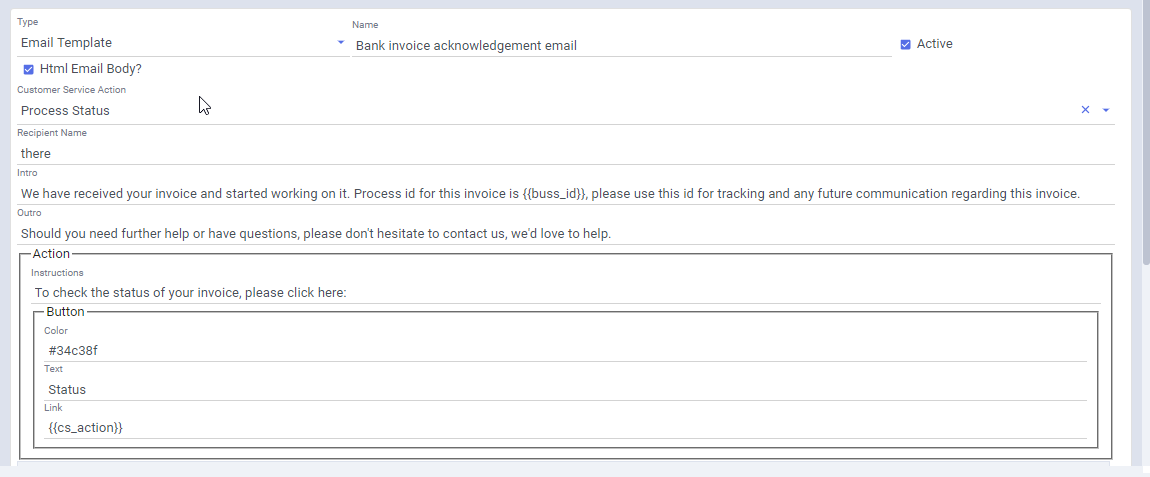 Type
Name
Email Template
Bank invoice acknowledgement email
Active
Html Email Body?
Customer Service Action
Process Status
Recipient Name
there
Intro
We have received your invoice and started working on it. Process id for this invoice is {{buss_id}}, please use this id for tracking and any future communication regarding this invoice.
Outro
Should you need further help or have questions, please don't hesitate to contact us, we'd love to help.
Action
Instructions
To check the status of your invoice, please click here:
Button
Color
#34c38f
Text
Status
Link
{{cs_action}}